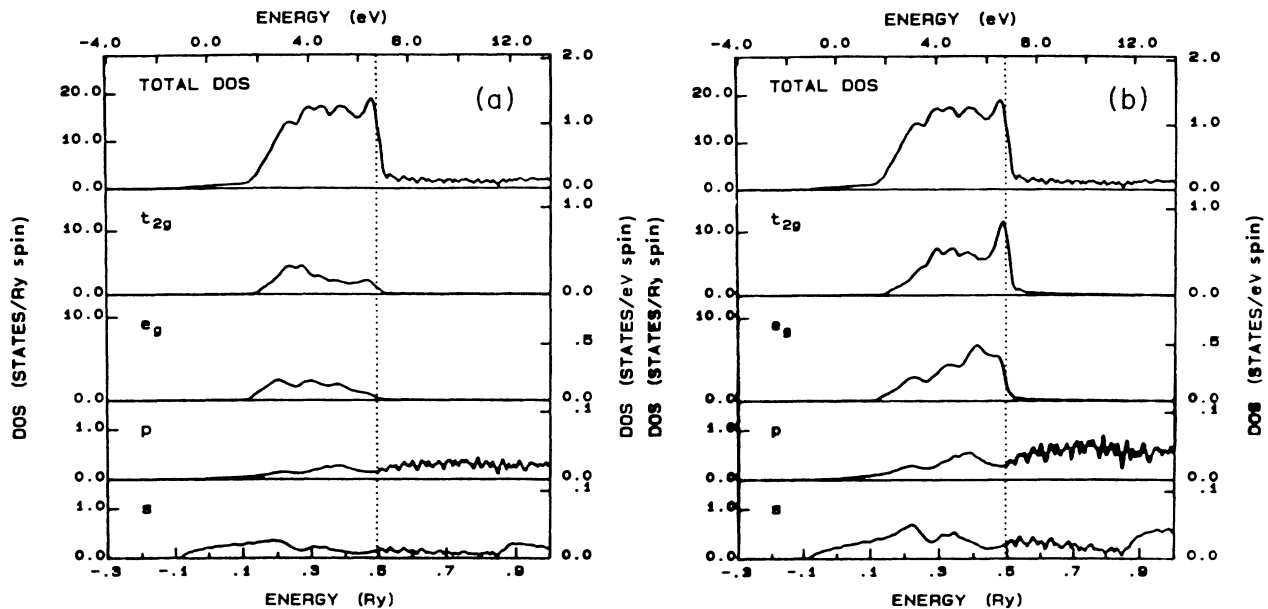 ENERGY (eV)
-4.0 0.0 4.0 8.0 12.0
TOTAL DOS
(a)
20.0
10.0
0.0
2.0
1.0
0.0
t2g
10.0
0.0
1.0
0.0
eg
10.0
0.0
.5
0.0
p
1.0
0.0
.1
0.0
s
1.0
0.0
.1
0.0
-.3 -.1 .1 .3 .5 .7 .9
ENERGY (Ry)
DOS (STATES/Ry spin)
DOS (STATES/eV spin)
ENERGY (eV)
-4.0 0.0 4.0 8.0 12.0
TOTAL DOS
(b)
20.0
10.0
0.0
2.0
1.0
0.0
t2g
10.0
0.0
1.0
0.0
eg
10.0
0.0
.5
0.0
p
1.0
0.0
.1
0.0
s
1.0
0.0
.1
0.0
-.3 -.1 .1 .3 .5 .7 .9
ENERGY (Ry)
DOS (STATES/Ry spin)
DOS (STATES/eV spin)